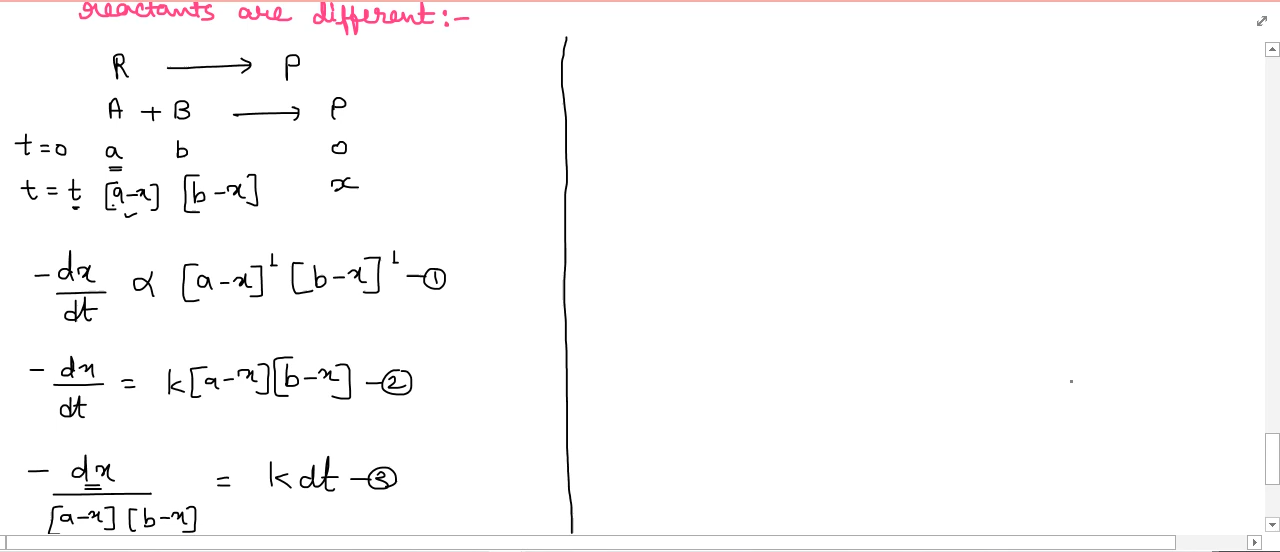 reactants are different:-
R ⟶ P
A + B ⟶ P
t=0 a b 0
t=t [a-x] [b-x] x
-dx/dt ∝ [a-x]¹ [b-x]¹ -①
-dx/dt = k[a-x][b-x] -②
-dx/[a-x][b-x] = kdt -③